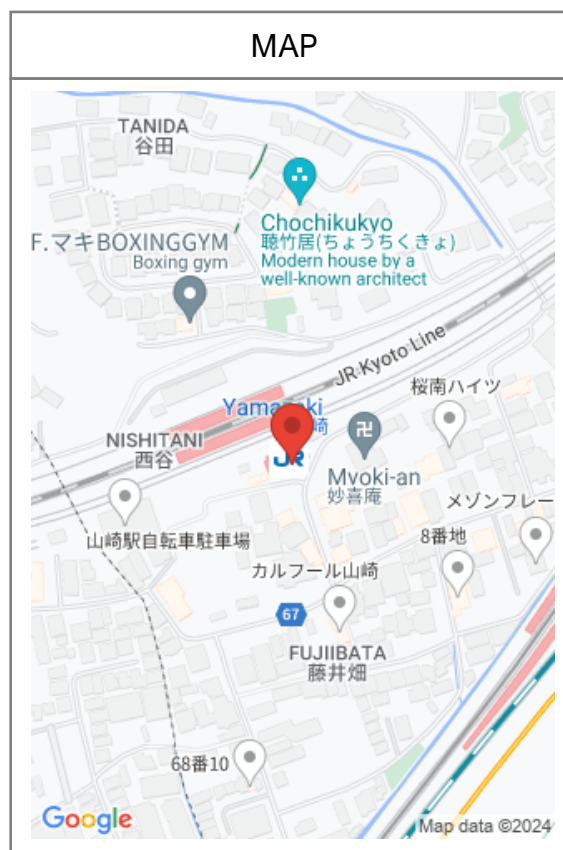 MAP
TANIDA
谷田
Chochikukyo
聴竹居(ちょうちくきょ)
Modern house by a
well-known architect
F.マキBOXINGGYM
Boxing gym
JR Kyoto Line
桜南ハイツ
Yamazaki
崎
NISHITANI
西谷
JR
卍
Myoki-an
妙喜庵
メゾンフレー
山崎駅自転車駐車場
8番地
カルフール山崎
67
FUJIIBATA
藤井畑
68番10
Google
Map data ©2024